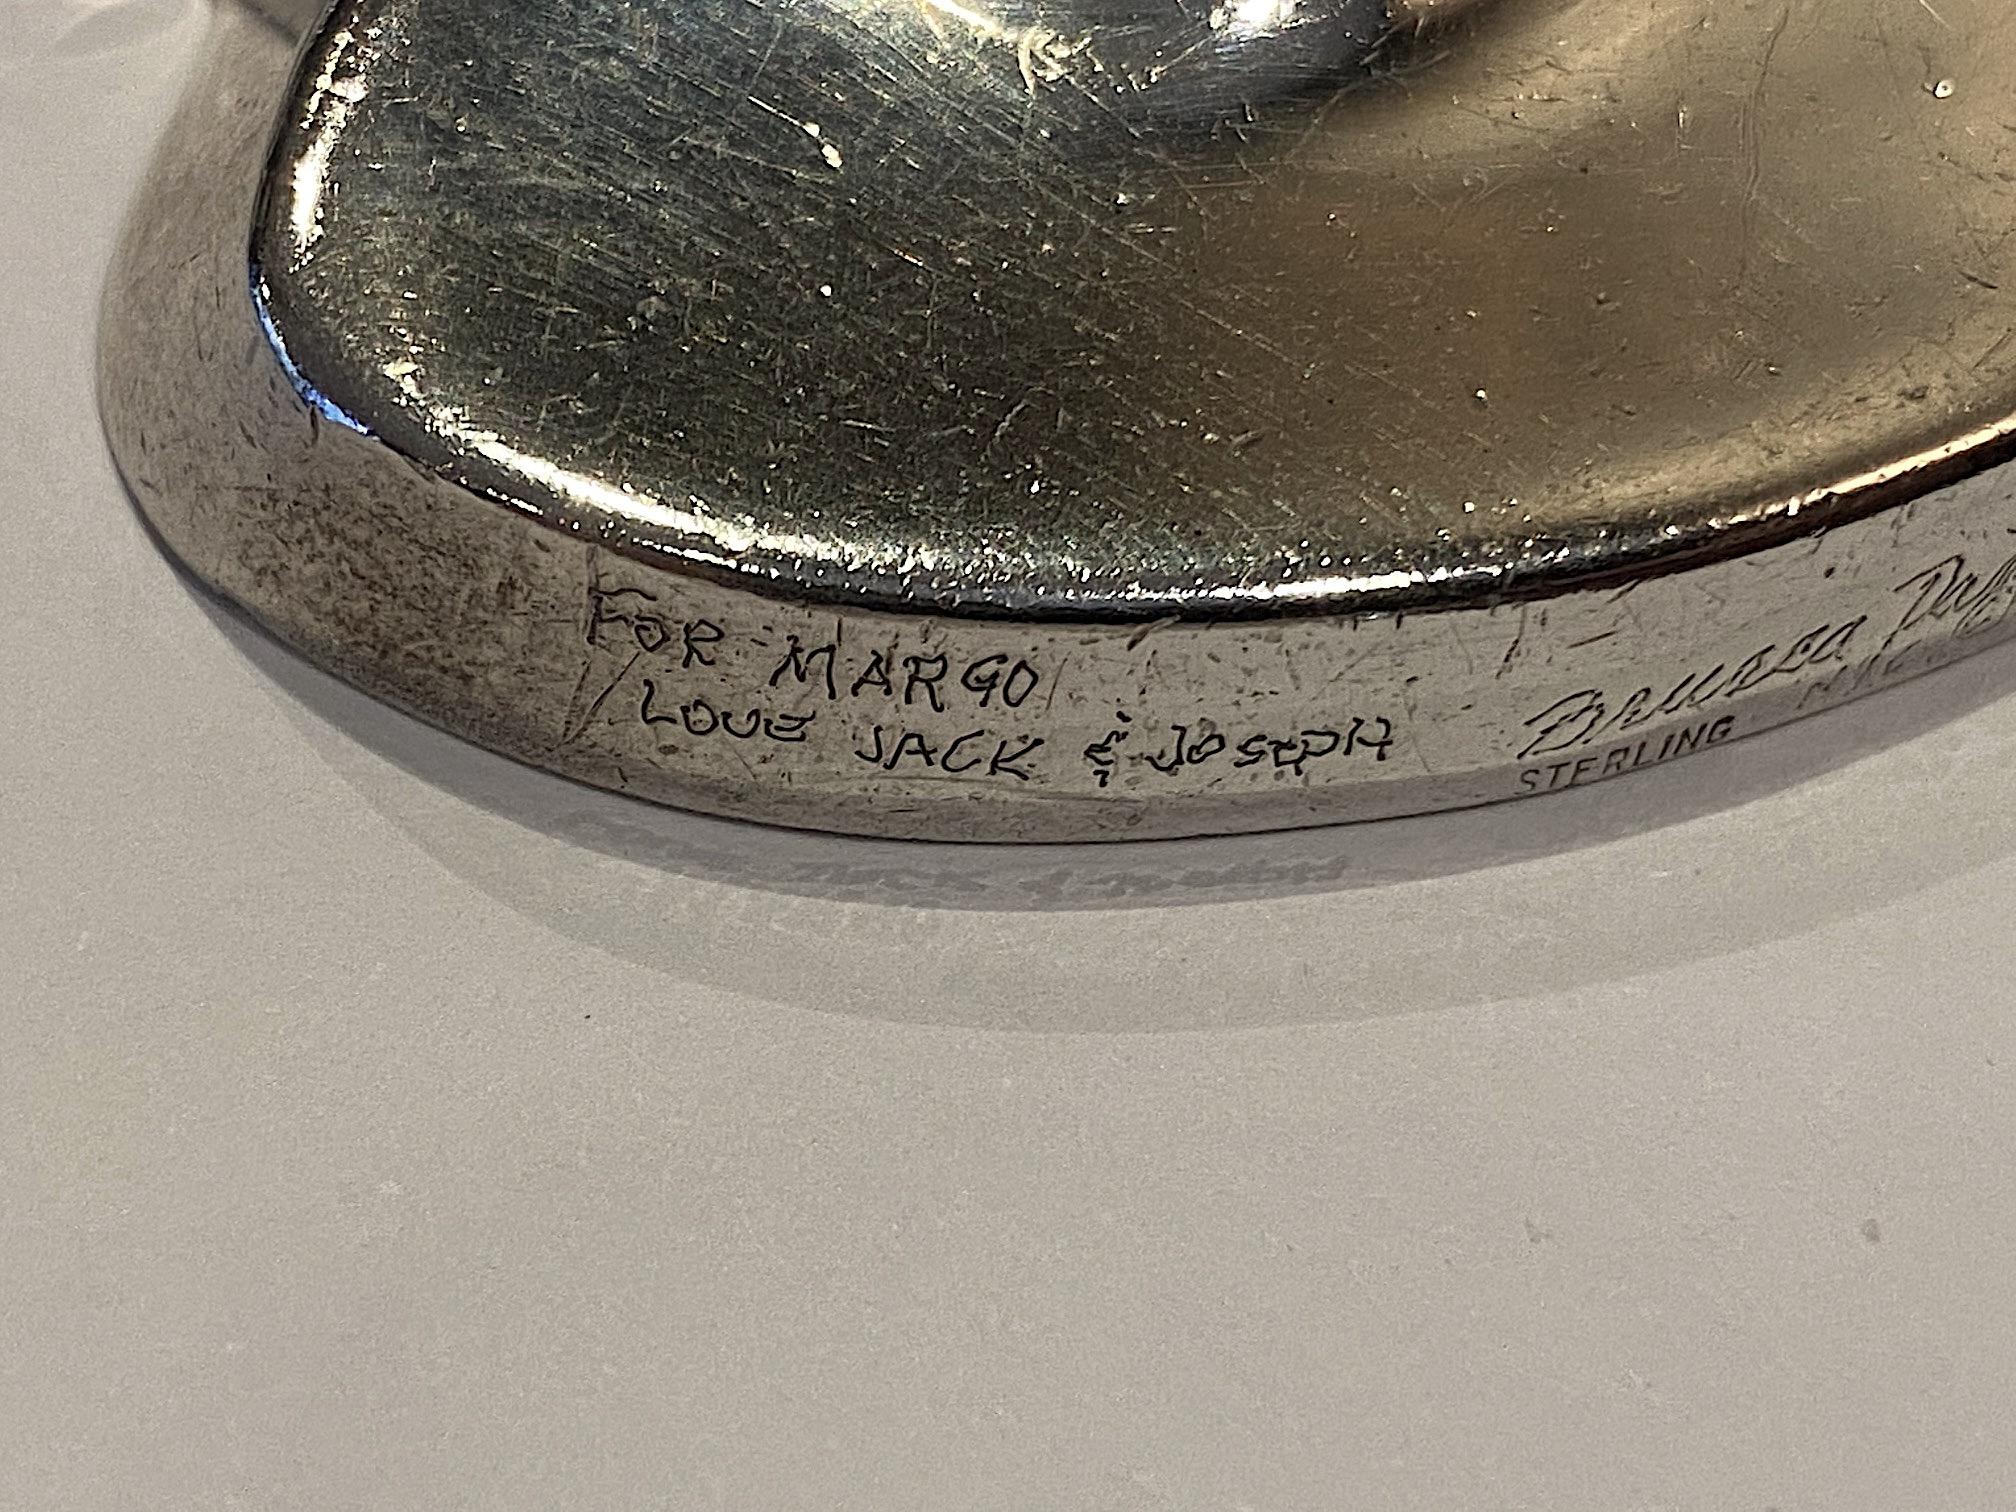 FOR MARGO
LOVE JACK & JOSEPH
STERLING